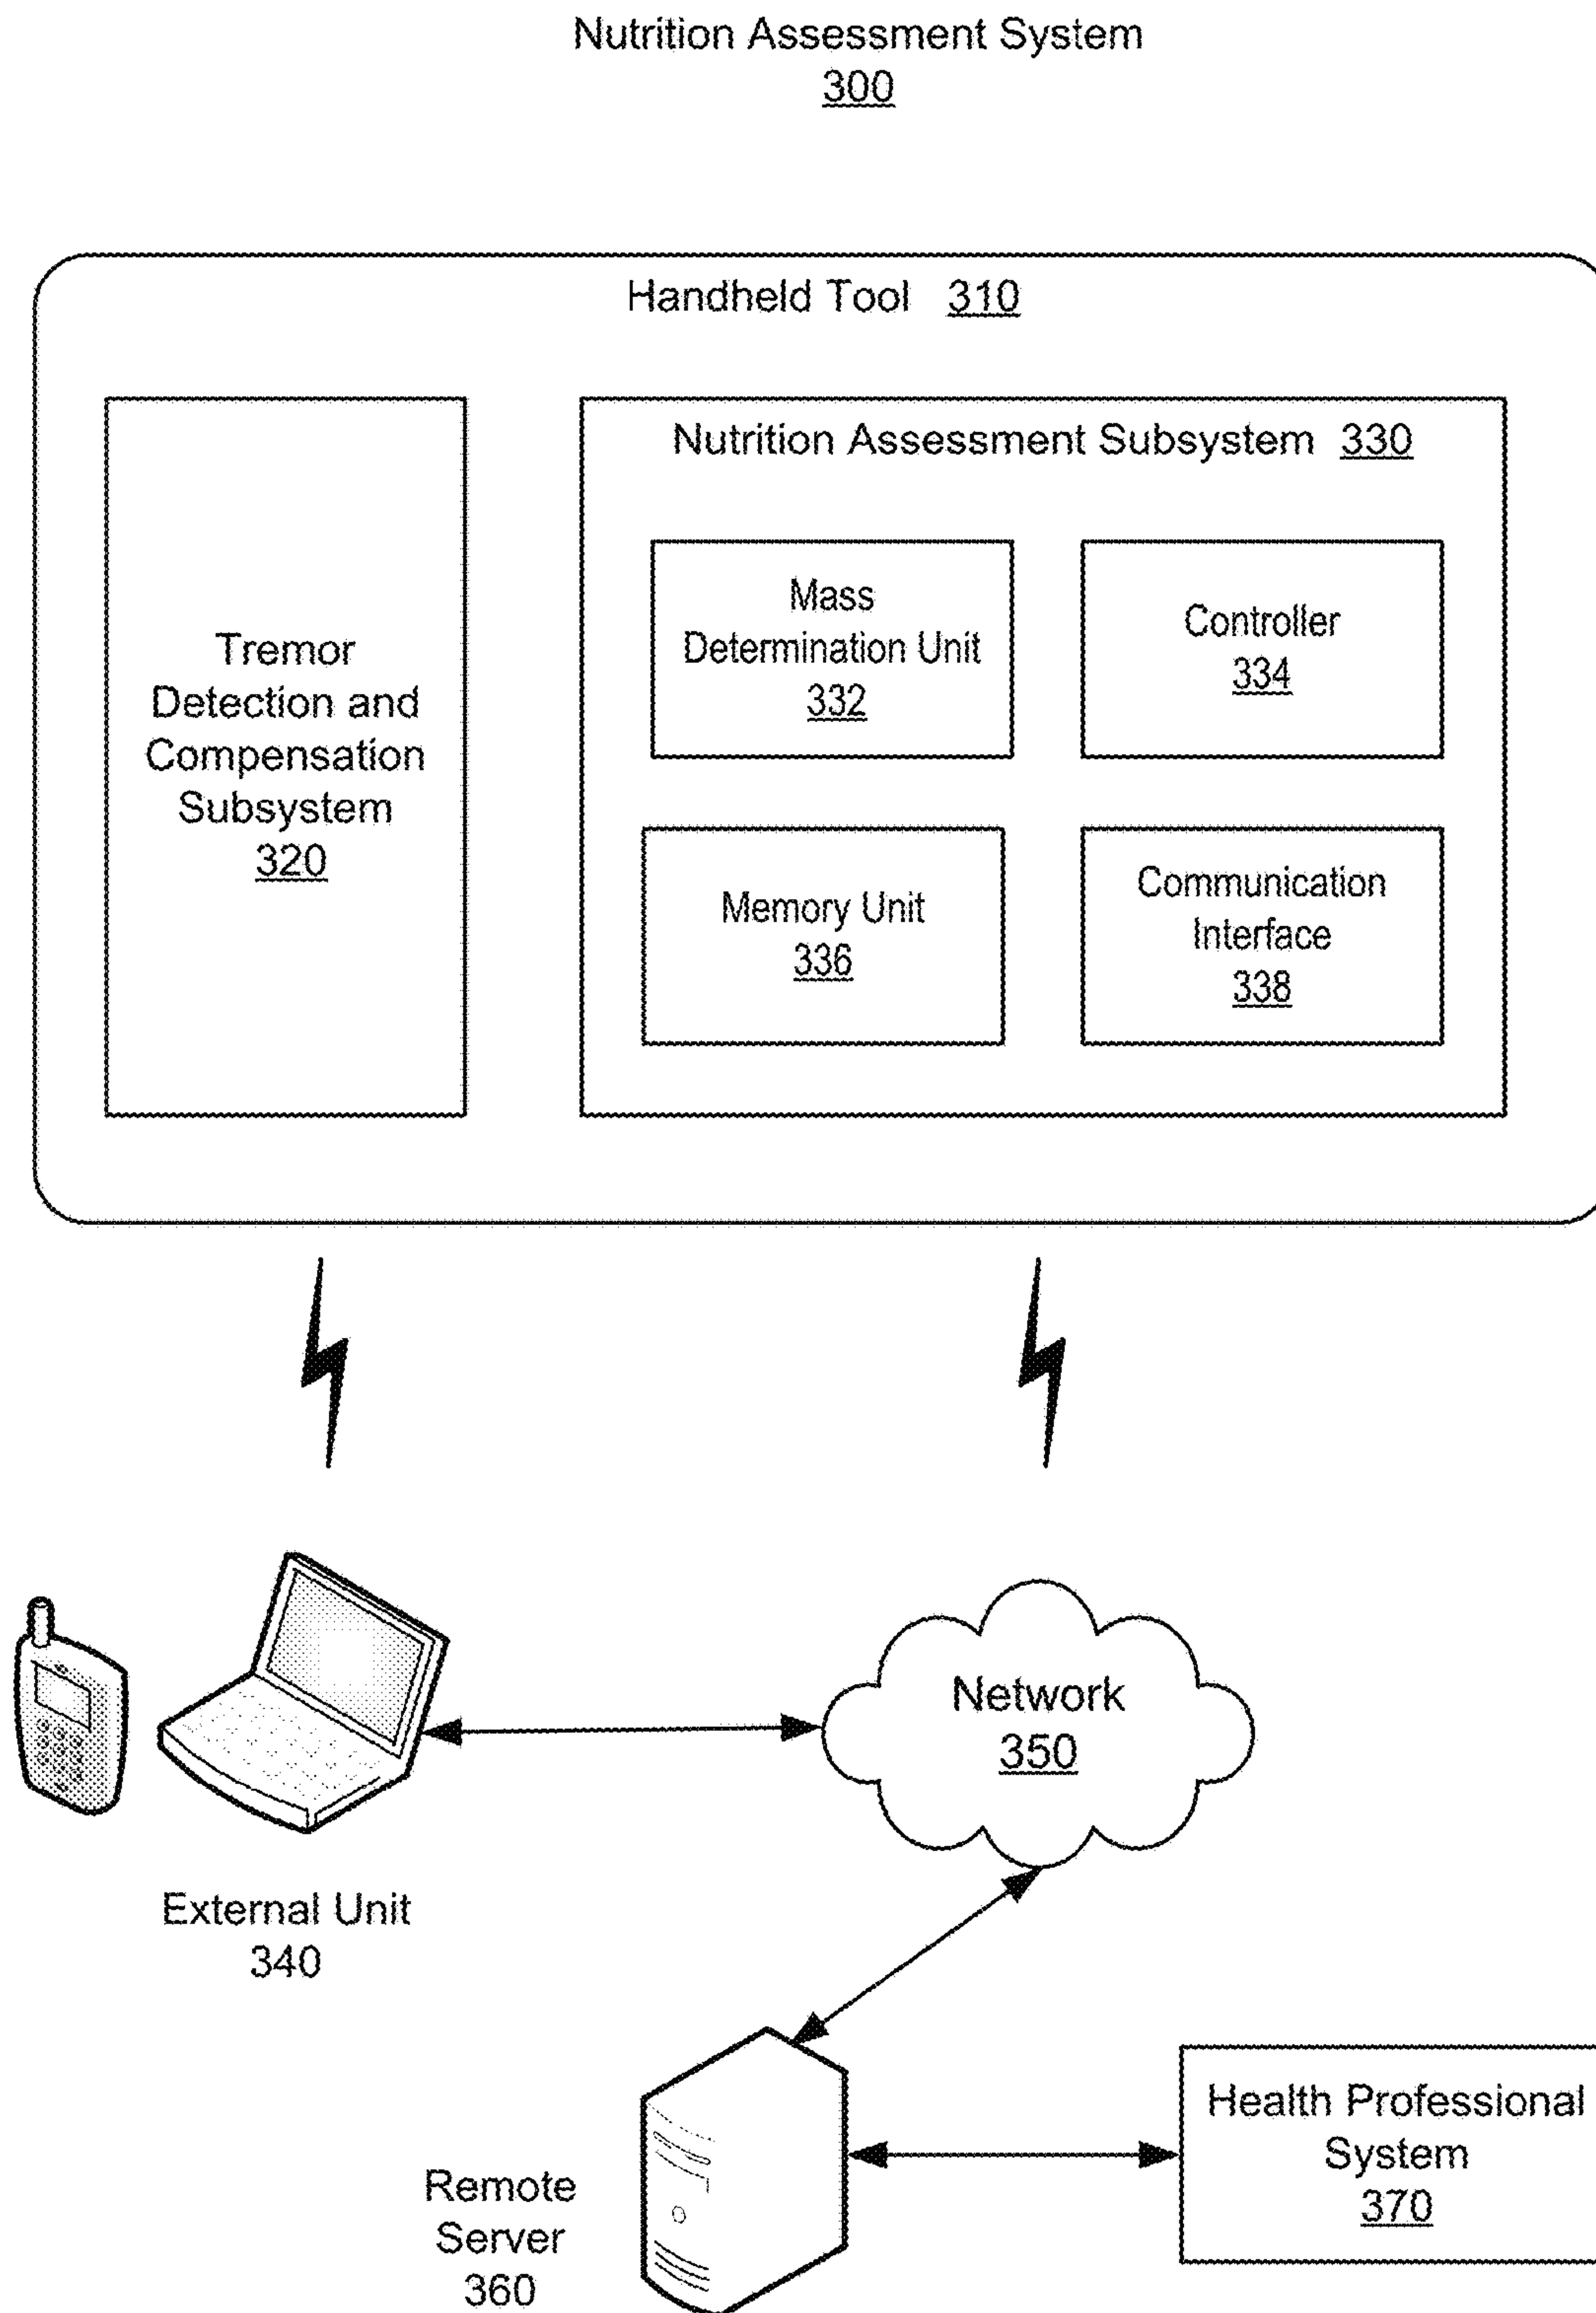 Nutrition Assessment System
300
Handheld Tool 310
Tremor
Detection and
Compensation
Subsystem
320
Nutrition Assessment Subsystem 330
Mass
Determination Unit
332
Controller
334
Memory Unit
336
Communication
Interface
338
External Unit
340
Network
350
Remote
Server
360
Health Professional
System
370